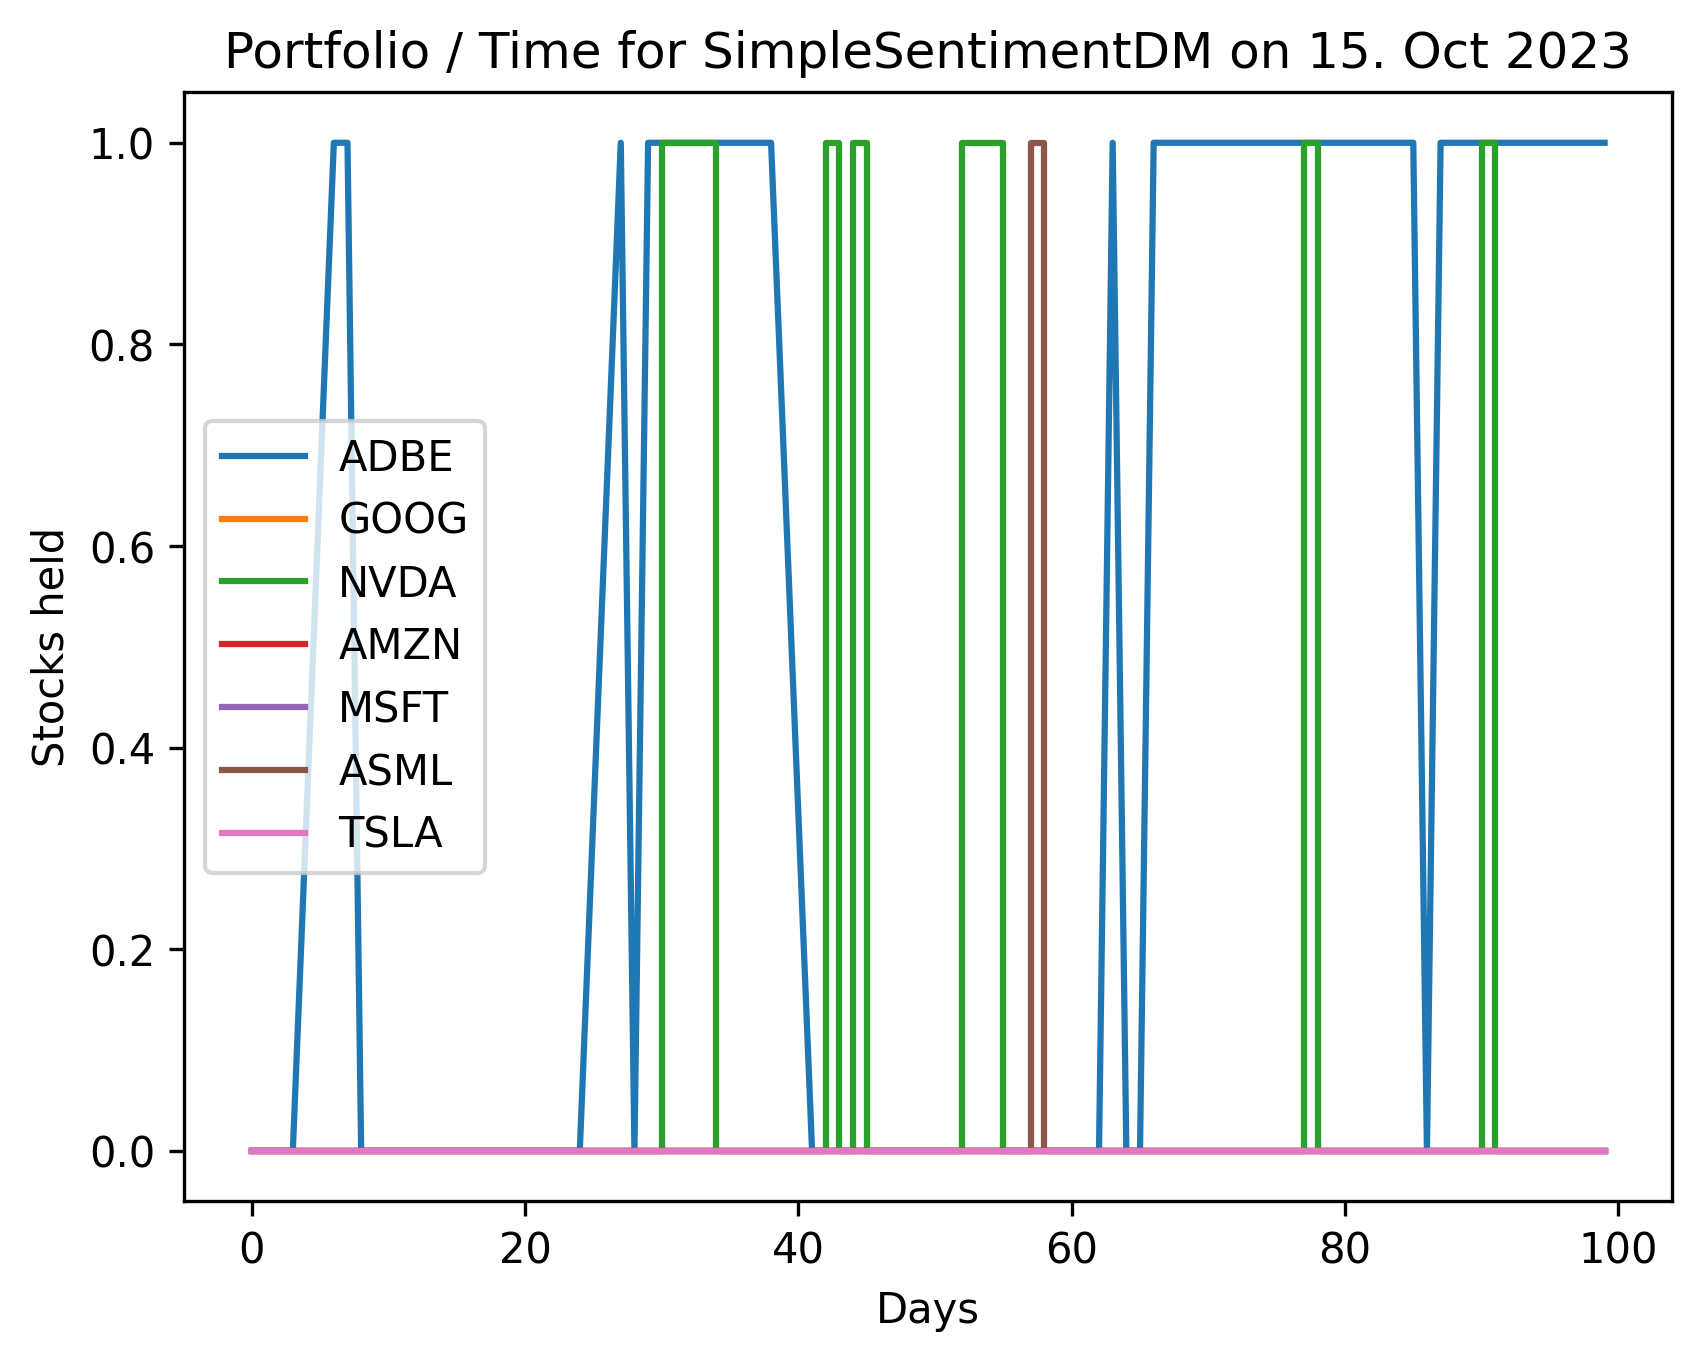 Portfolio / Time for SimpleSentimentDM on 15. Oct 2023
1.0
0.8
0.6
0.4
0.2
0.0
Stocks held
ADBE
GOOG
NVDA
AMZN
MSFT
ASML
TSLA
0 20 40 60 80 100
Days